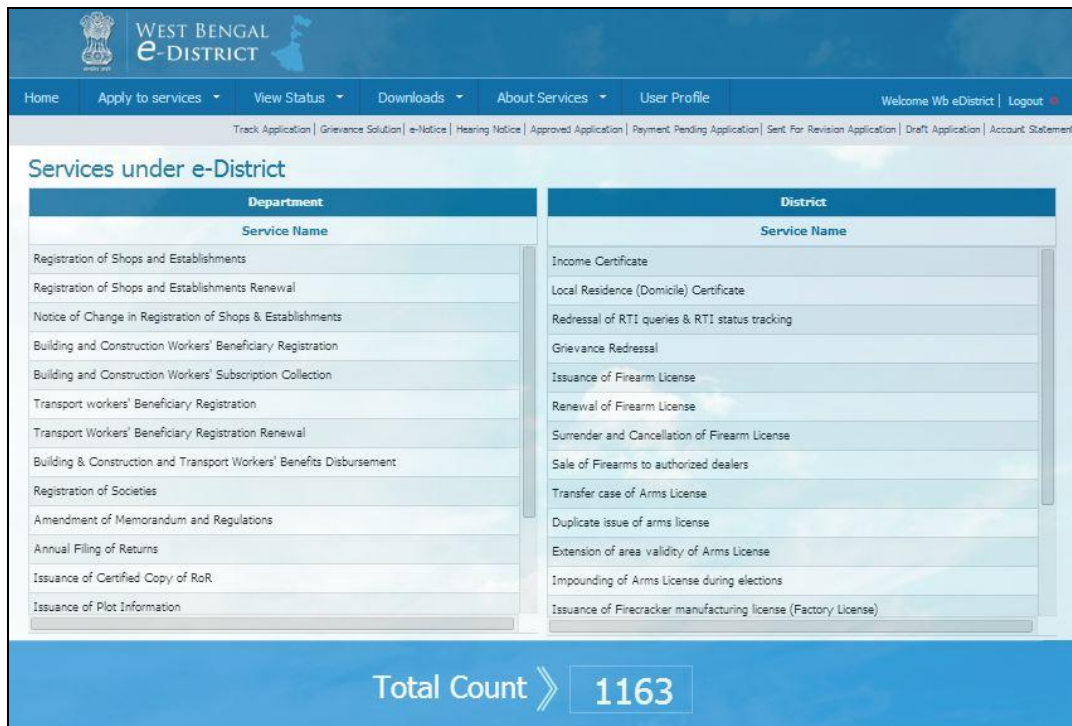 WEST BENGAL
e-DISTRICT
Home Apply to services View Status Downloads About Services User Profile Welcome Wb eDistrict | Logout
Track Application | Grievance Solution | e-Notice | Hearing Notice | Approved Application | Payment Pending Application | Sent For Revision Application | Draft Application | Account Statement
Services under e-District
Department
Service Name
Registration of Shops and Establishments
Registration of Shops and Establishments Renewal
Notice of Change in Registration of Shops & Establishments
Building and Construction Workers' Beneficiary Registration
Building and Construction Workers' Subscription Collection
Transport workers' Beneficiary Registration
Transport Workers' Beneficiary Registration Renewal
Building & Construction and Transport Workers' Benefits Disbursement
Registration of Societies
Amendment of Memorandum and Regulations
Annual Filing of Returns
Issuance of Certified Copy of RoR
Issuance of Plot Information
District
Service Name
Income Certificate
Local Residence (Domicile) Certificate
Redressal of RTI queries & RTI status tracking
Grievance Redressal
Issuance of Firearm License
Renewal of Firearm License
Surrender and Cancellation of Firearm License
Sale of Firearms to authorized dealers
Transfer case of Arms License
Duplicate issue of arms license
Extension of area validity of Arms License
Impounding of Arms License during elections
Issuance of Firecracker manufacturing license (Factory License)
Total Count 1163